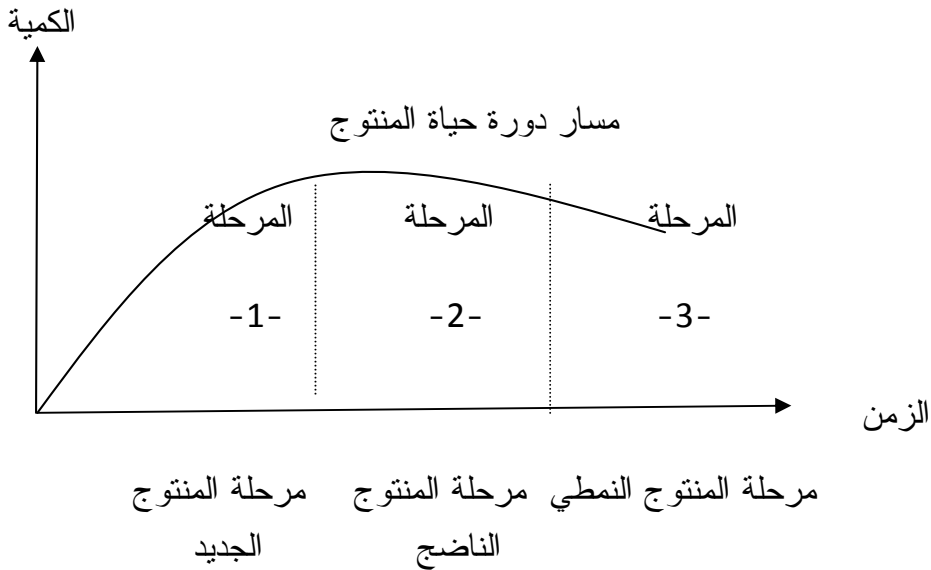 الكمية
مسار دورة حياة المنتوج
المرحلة
-1-
المرحلة
-2-
المرحلة
-3-
الزمن
مرحلة المنتوج
الجديد
مرحلة المنتوج
الناضج
مرحلة المنتوج النمطي